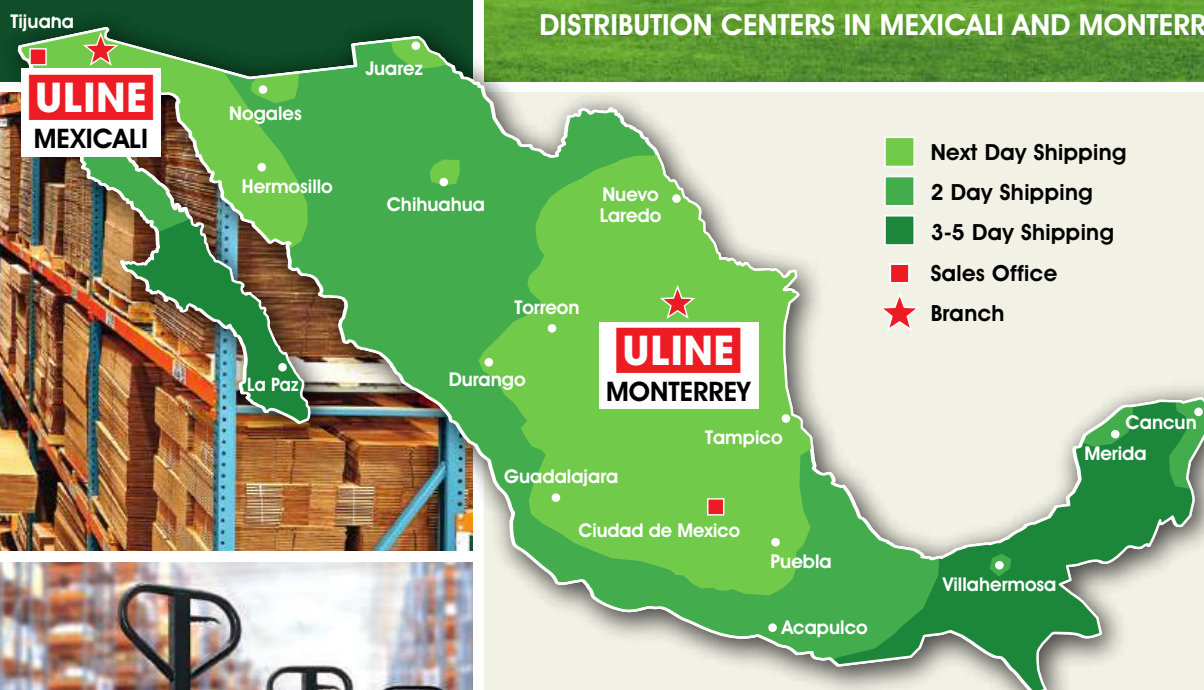 Tijuana
DISTRIBUTION CENTERS IN MEXICALI AND
Juarez
ULINE
MEXICALI
Nogales
Hermosillo
Chihuahua
Nuevo
Laredo
Next Day Shipping
2 Day Shipping
3-5 Day Shipping
Sales Office
Branch
Torreon
ULINE
MONTERREY
Durango
La Paz
Tampico
Cancun
Merida
Guadalajara
Ciudad de Mexico
Puebla
Villahermosa
Acapulco